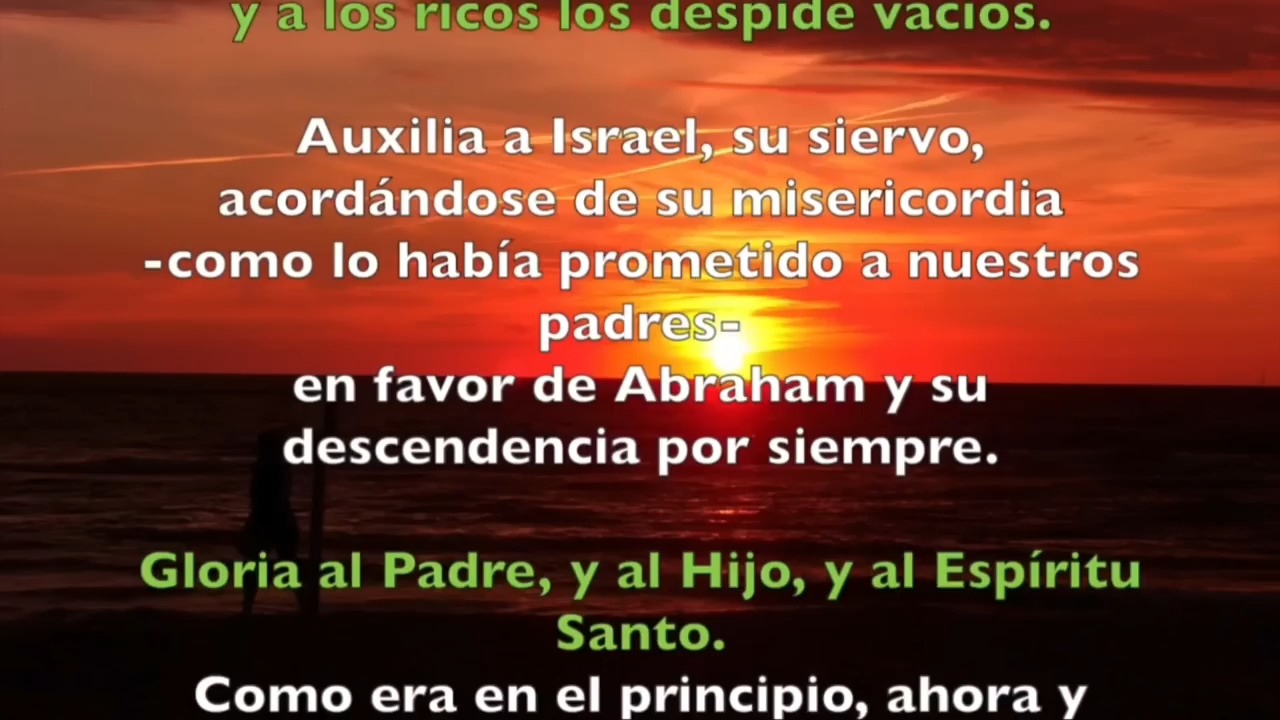 y a los ricos los despide vacíos.
Auxilia a Israel, su siervo,
acordándose de su misericordia
-como lo había prometido a nuestros
padres-
en favor de Abraham y su
descendencia por siempre.
Gloria al Padre, y al Hijo, y al Espíritu
Santo.
Como era en el principio, ahora y